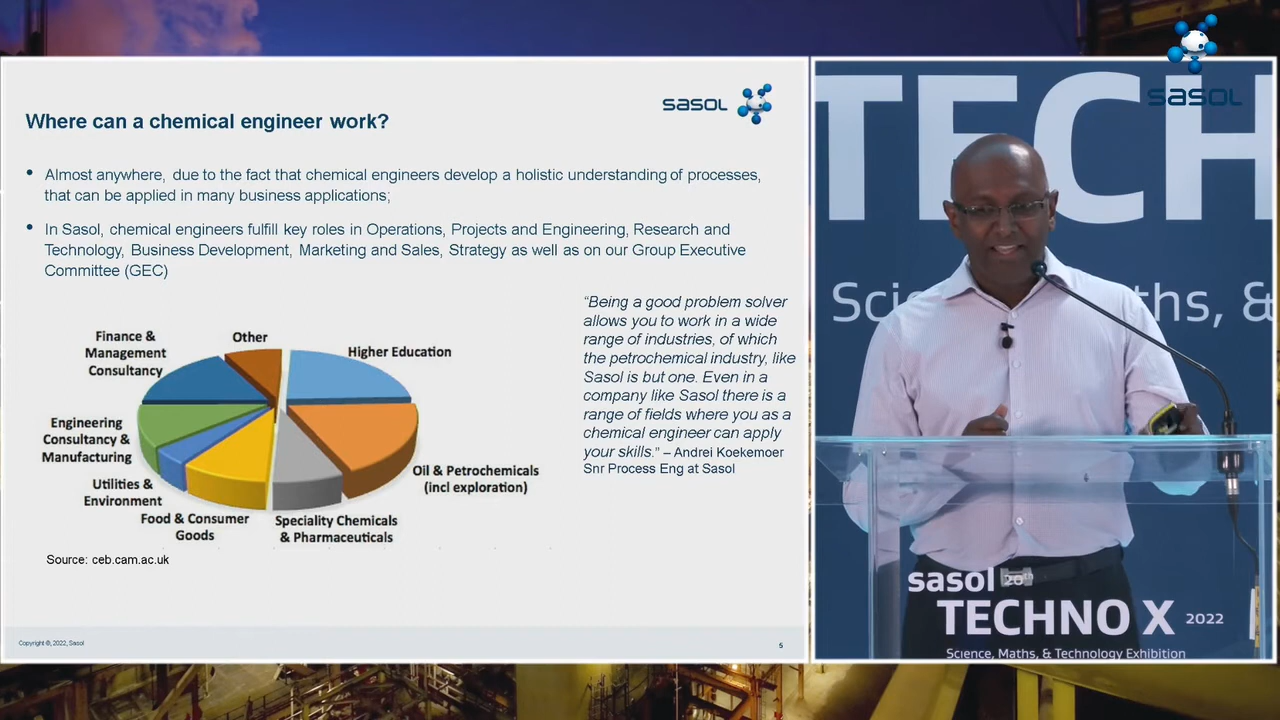 sasol
Where can a chemical engineer work?
• Almost anywhere, due to the fact that chemical engineers develop a holistic understanding of processes,
that can be applied in many business applications;
• In Sasol, chemical engineers fulfill key roles in Operations, Projects and Engineering, Research and
Technology, Business Development, Marketing and Sales, Strategy as well as on our Group Executive
Committee (GEC)
Finance &
Management
Consultancy
Other
Higher Education
Engineering
Consultancy &
Manufacturing
Utilities &
Environment
Food & Consumer
Goods
Speciality Chemicals
& Pharmaceuticals
Oil & Petrochemicals
(incl exploration)
“Being a good problem solver
allows you to work in a wide
range of industries, of which
the petrochemical industry, like
Sasol is but one. Even in a
company like Sasol there is a
range of fields where you as a
chemical engineer can apply
your skills.” – Andrei Koekemoer
Snr Process Eng at Sasol
Source: ceb.cam.ac.uk
Copyright ©, 2022, Sasol
5
sasol
TECH
Sci ths, &
sasol
TECHNO X 2022
Science, Maths, & Technology Exhibition